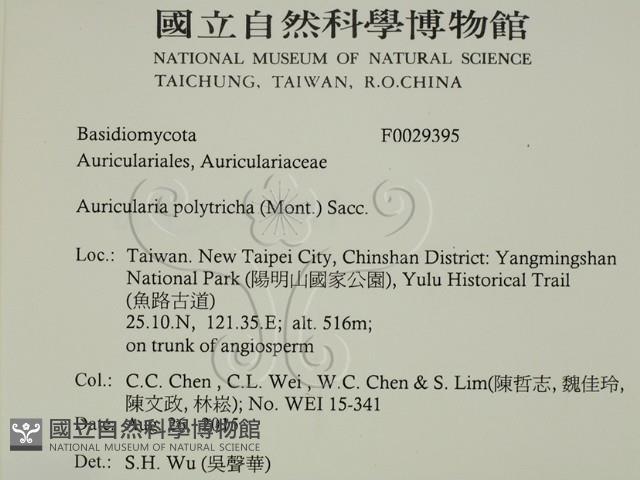 國立自然科學博物館
NATIONAL MUSEUM OF NATURAL SCIENCE
TAICHUNG, TAIWAN, R.O.CHINA
Basidiomycota F0029395
Auriculariales, Auriculariaceae
Auricularia polytricha (Mont.) Sacc.
Loc.: Taiwan. New Taipei City, Chinshan District: Yangmingshan
National Park (陽明山國家公園), Yulu Historical Trail
(魚路古道)
25.10.N, 121.35.E; alt. 516m;
on trunk of angiosperm
Col.: C.C. Chen , C.L. Wei , W.C. Chen & S. Lim(陳哲志, 魏佳玲,
陳文政, 林崧); No. WEI 15-341
Date: Aug 26, 2015
國立自然科學博物館
NATIONAL MUSEUM OF NATURAL SCIENCE
Det.: S.H. Wu (吳聲華)